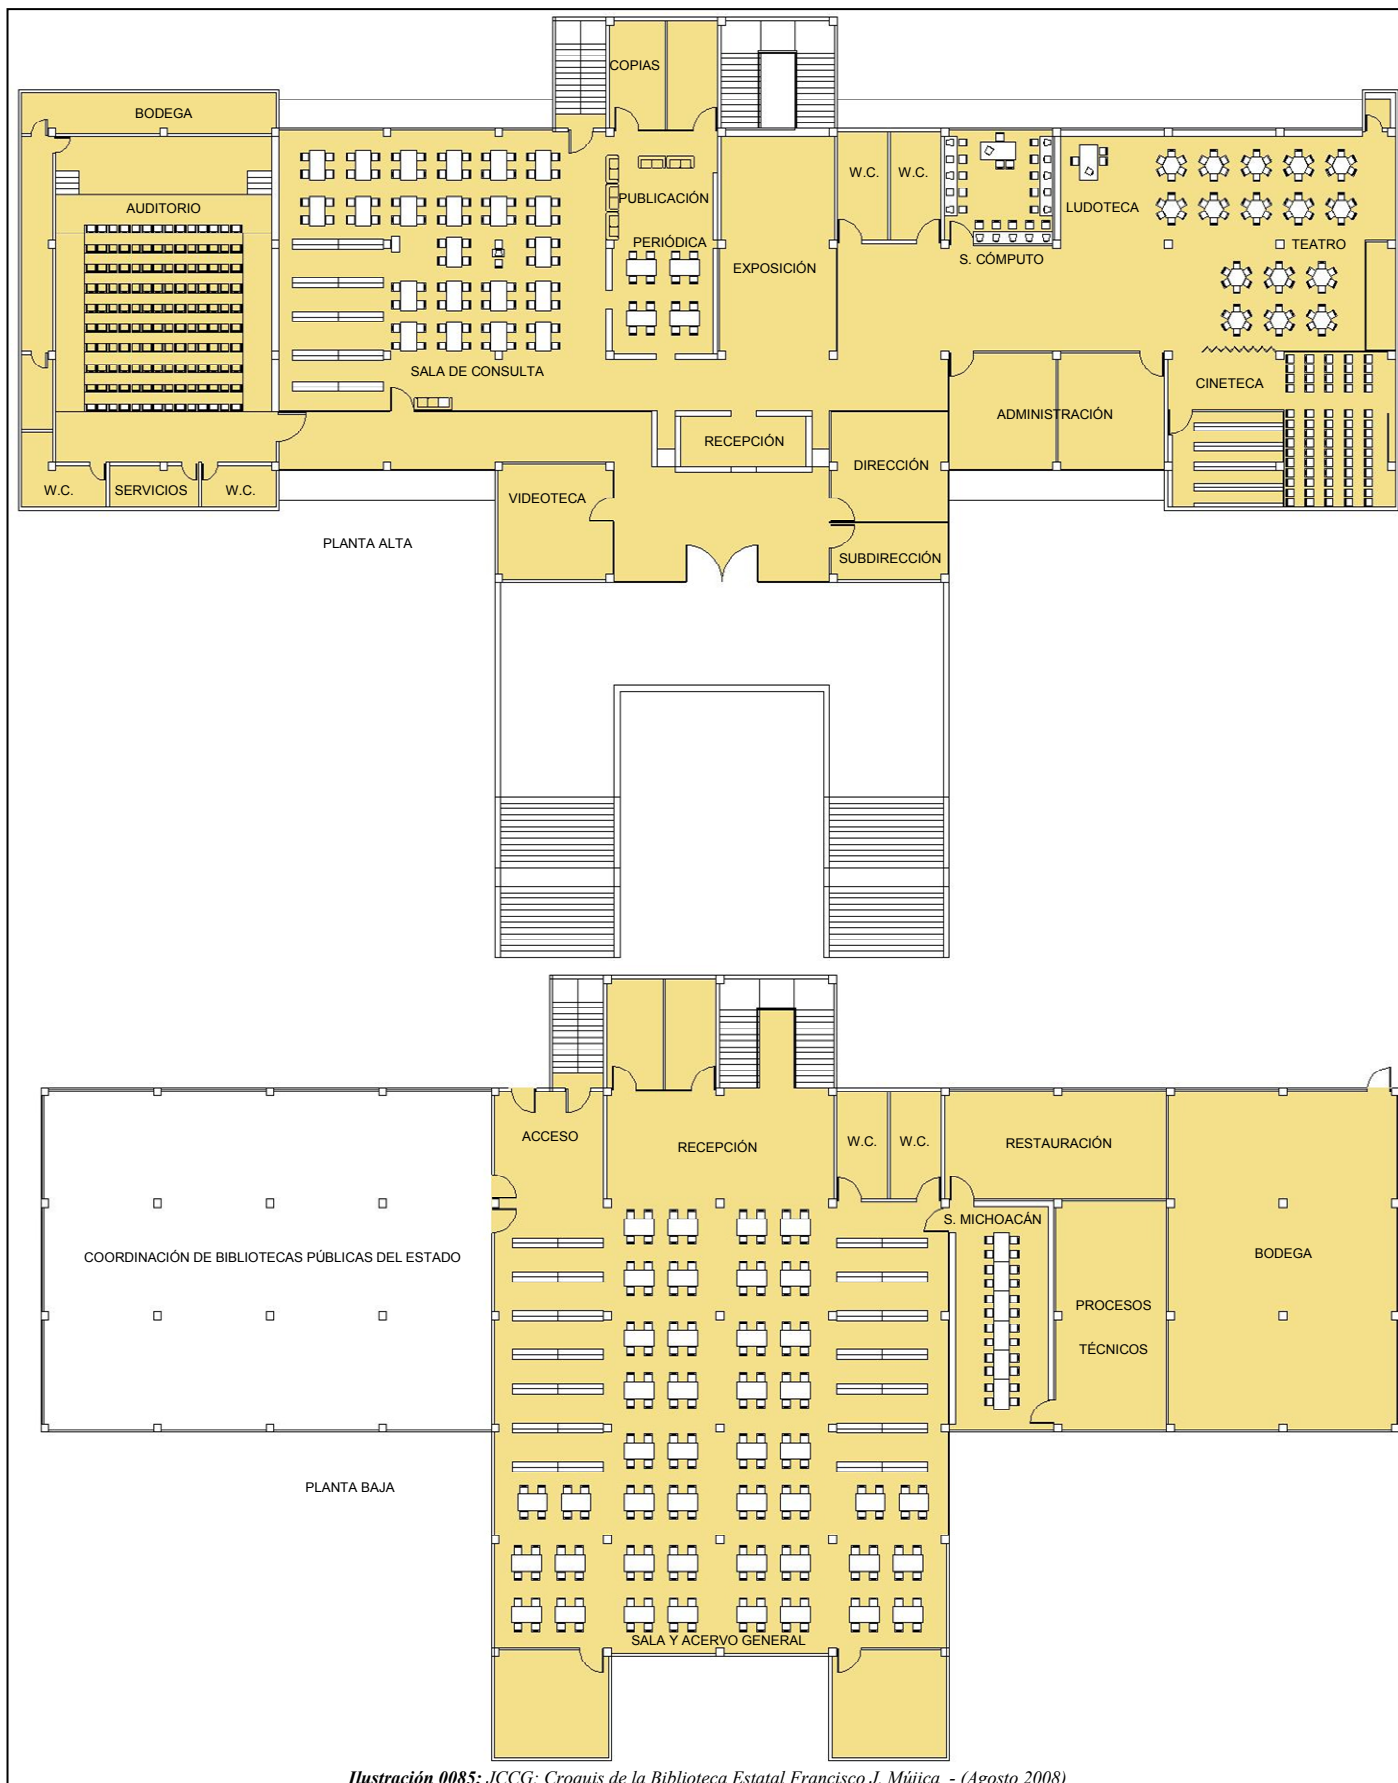 COPIAS
BODEGA
W.C.
W.C.
PUBLICACIÓN
LUDOTECA
AUDITORIO
PERIÓDICA
TEATRO
S. CÓMPUTO
EXPOSICIÓN
SALA DE CONSULTA
CINETECA
ADMINISTRACIÓN
RECEPCIÓN
DIRECCIÓN
W.C.
SERVICIOS
W.C.
VIDEOTECA
PLANTA ALTA
SUBDIRECCIÓN
ACCESO
RECEPCIÓN
W.C.
W.C.
RESTAURACIÓN
S. MICHOACÁN
COORDINACIÓN DE BIBLIOTECAS PÚBLICAS DEL ESTADO
BODEGA
PROCESOS
TÉCNICOS
PLANTA BAJA
SALA Y ACERVO GENERAL
Ilustración 0085: JCCG: Croquis de la Biblioteca Estatal Francisco J. Mújica - (Agosto 2008)